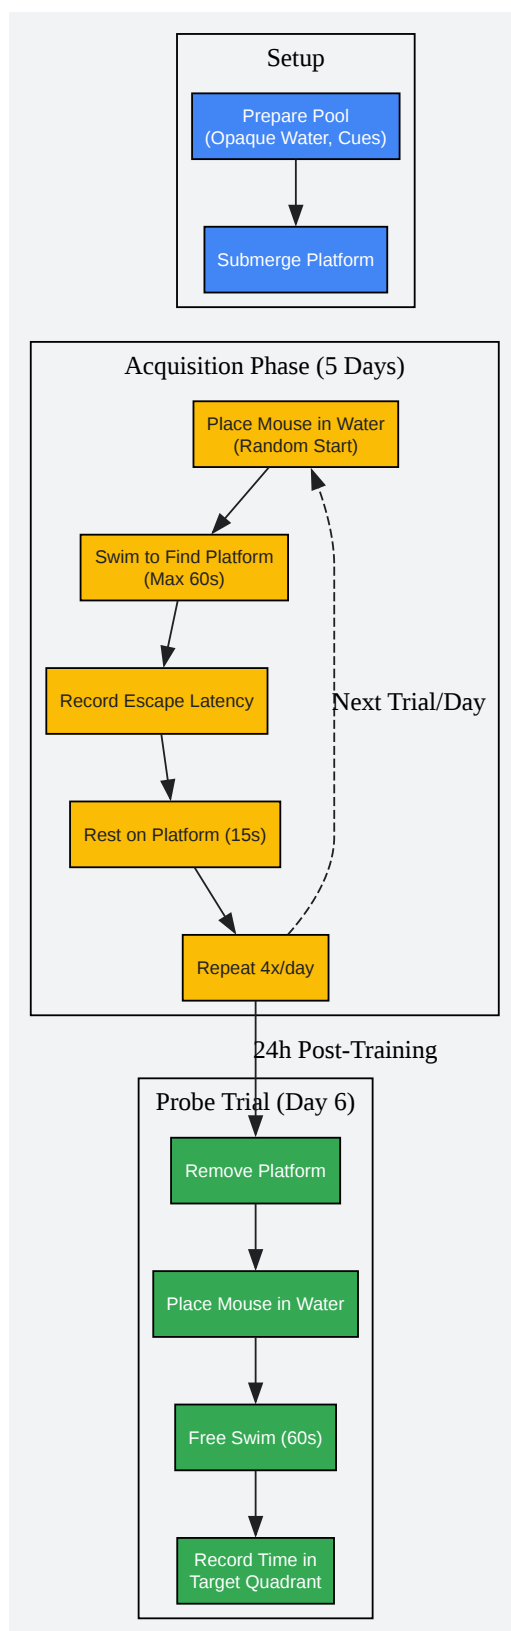 Setup
Prepare Pool
(Opaque Water, Cues)
Submerge Platform
Acquisition Phase (5 Days)
Place Mouse in Water
(Random Start)
Swim to Find Platform
(Max 60s)
Record Escape Latency
Next Trial/Day
Rest on Platform (15s)
Repeat 4x/day
24h Post-Training
Probe Trial (Day 6)
Remove Platform
Place Mouse in Water
Free Swim (60s)
Record Time in
Target Quadrant